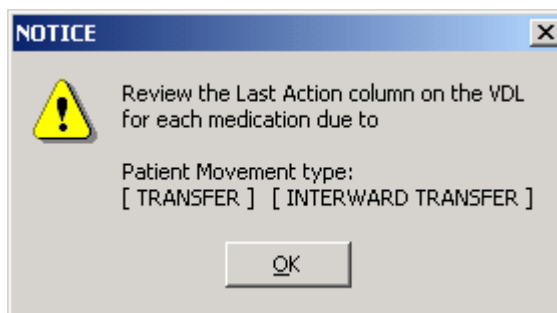 NOTICE
Review the Last Action column on the VDL
for each medication due to
Patient Movement type:
[ TRANSFER ] [ INTERWARD TRANSFER ]
OK